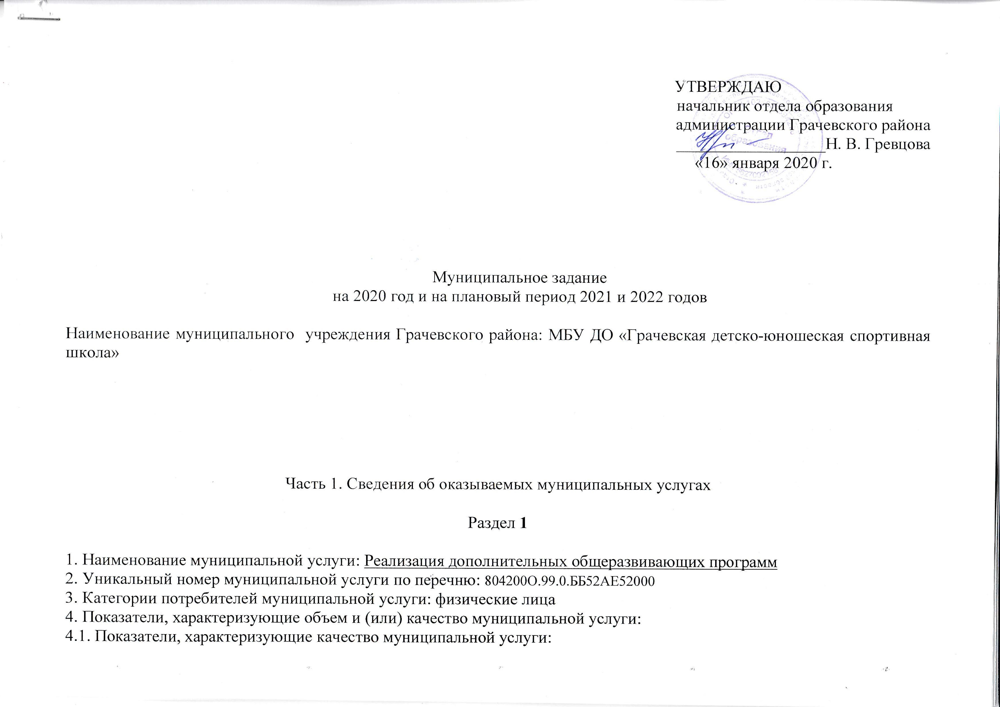 УТВЕРЖДАЮ
начальник отдела образования
администрации Грачевского района
Н. В. Гревцова
«16» января 2020 г.
образования
5627002158
Муниципальное задание
на 2020 год и на плановый период 2021 и 2022 годов
Наименование муниципального учреждения Грачевского района: МБУ ДО «Грачевская детско-юношеская спортивная
школа»
Часть 1. Сведения об оказываемых муниципальных услугах
Раздел 1
1. Наименование муниципальной услуги: Реализация дополнительных общеразвивающих программ
2. Уникальный номер муниципальной услуги по перечню: 804200О.99.0.ББ52АЕ52000
3. Категории потребителей муниципальной услуги: физические лица
4. Показатели, характеризующие объем и (или) качество муниципальной услуги:
4.1. Показатели, характеризующие качество муниципальной услуги: